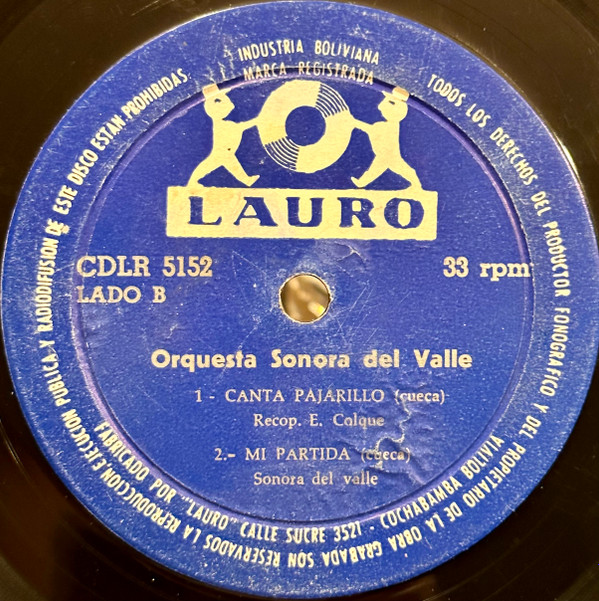 INDUSTRIA BOLIVIANA
MARCA REGISTRADA
TODOS LOS DERECHOS DEL PRODUCTOR FONOGRAFICO Y DEL PROPIETARIO DE LA OBRA GRABADA SON RESERVADOS LA REPRODUCCION EJECUCION PUBLICA Y RADIODIFUSION DE ESTE DISCO ESTAN PROHIBIDAS
LAURO
CDLR 5152
33 rpm
LADO B
Orquesta Sonora del Valle
1 - CANTA PAJARILLO (cueca)
Recop. E. Colque
2.- MI PARTIDA (cueca)
Sonora del valle
FABRICADO POR "LAURO" CALLE SUCRE 3521 - COCHABAMBA BOLIVIA